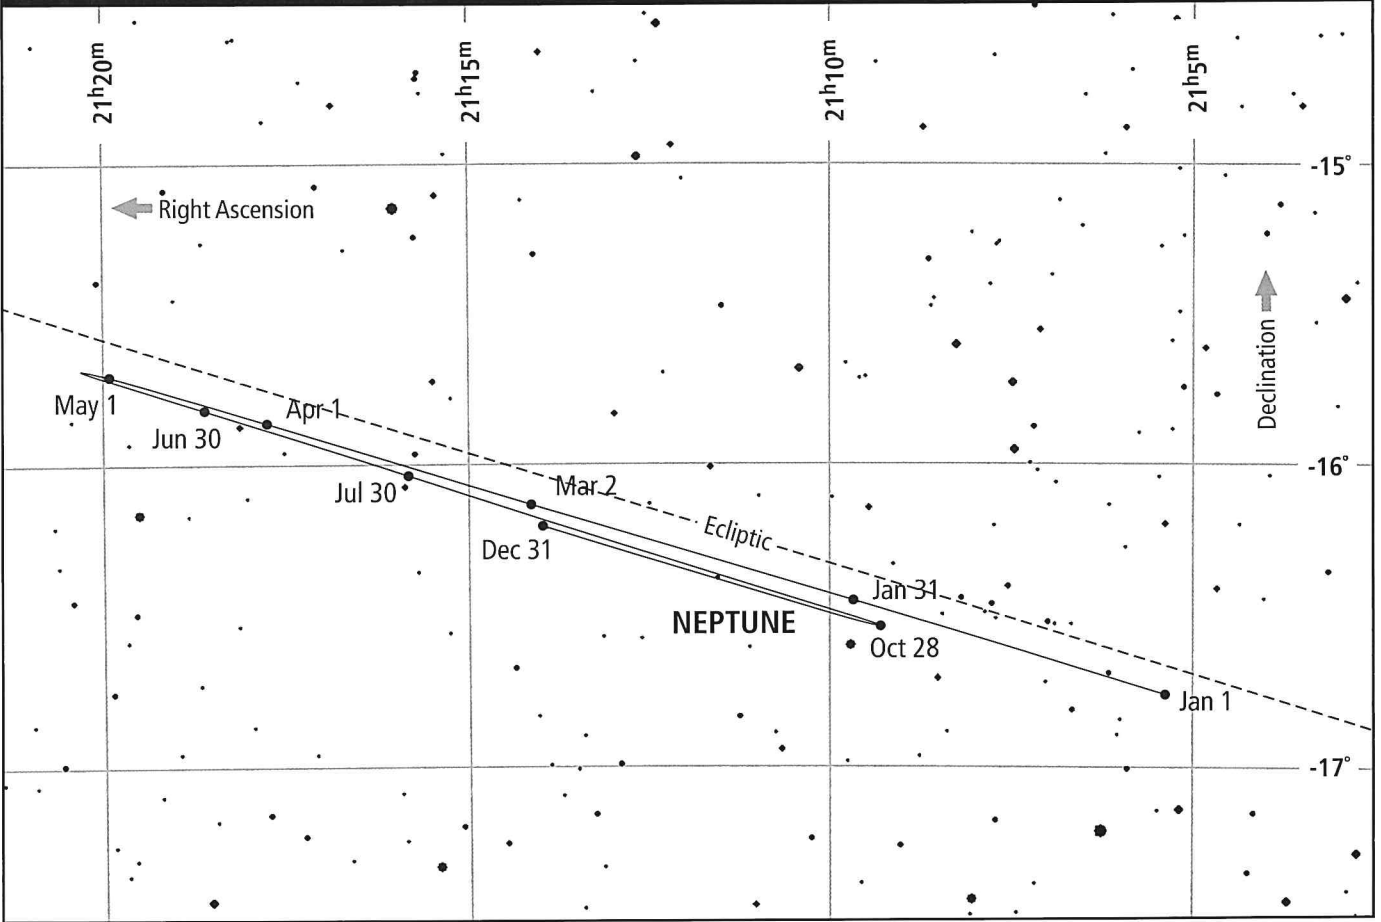 21h20m
21h15m
21h10m
21h5m
-15°
Right Ascension
Declination
May 1
Apr 1
Jun 30
-16°
Jul 30
Mar 2
Ecliptic
Dec 31
Jan 31
NEPTUNE
Oct 28
Jan 1
-17°